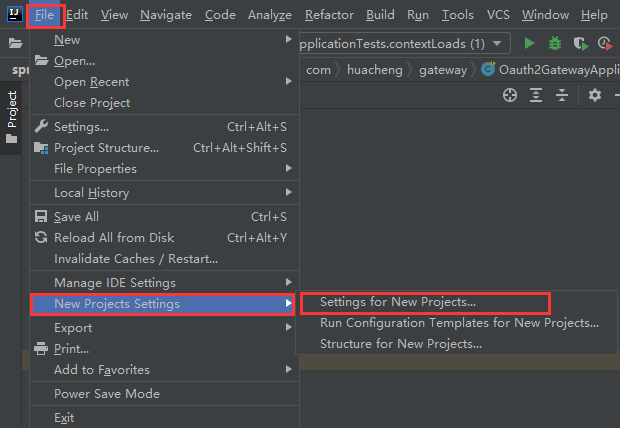 IJ File Edit View Navigate Code Analyze Refactor Build Run Tools VCS Window Help
pplicationTests.contextLoads (1)
spr
com huacheng gateway Oauth2GatewayAppli
Project
New
Open...
Open Recent
Close Project
Settings... Ctrl+Alt+S
Project Structure... Ctrl+Alt+Shift+S
File Properties
Local History
Save All Ctrl+S
Reload All from Disk Ctrl+Alt+Y
Invalidate Caches / Restart...
Manage IDE Settings
New Projects Settings
Settings for New Projects...
Run Configuration Templates for New Projects...
Structure for New Projects...
Export
Print...
Add to Favorites
Power Save Mode
Exit